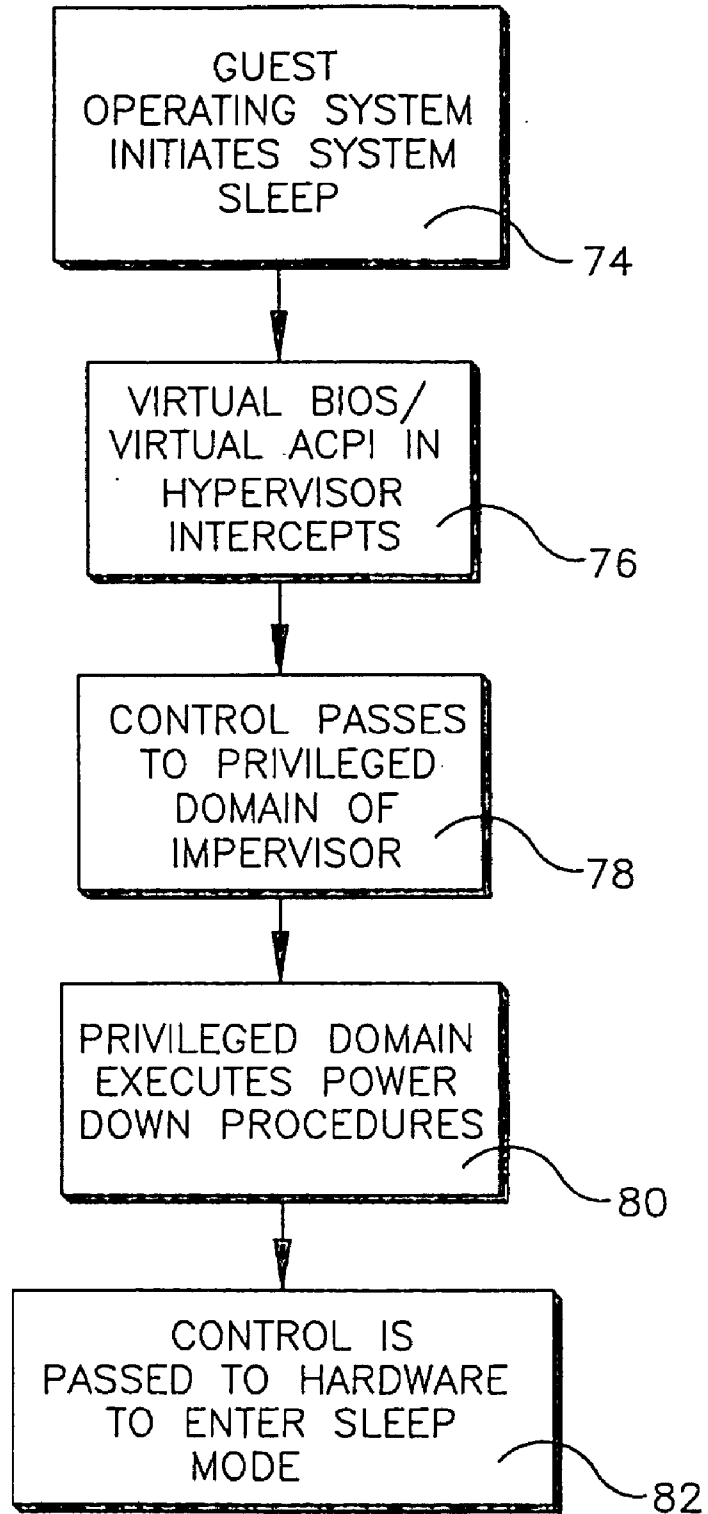 GUEST
OPERATING SYSTEM
INITIATES SYSTEM
SLEEP
74
VIRTUAL BIOS/
VIRTUAL ACPI IN
HYPERVISOR
INTERCEPTS
76
CONTROL PASSES
TO PRIVILEGED
DOMAIN OF
IMPERVISOR
78
PRIVILEGED DOMAIN
EXECUTES POWER
DOWN PROCEDURES
80
CONTROL IS
PASSED TO HARDWARE
TO ENTER SLEEP
MODE
82